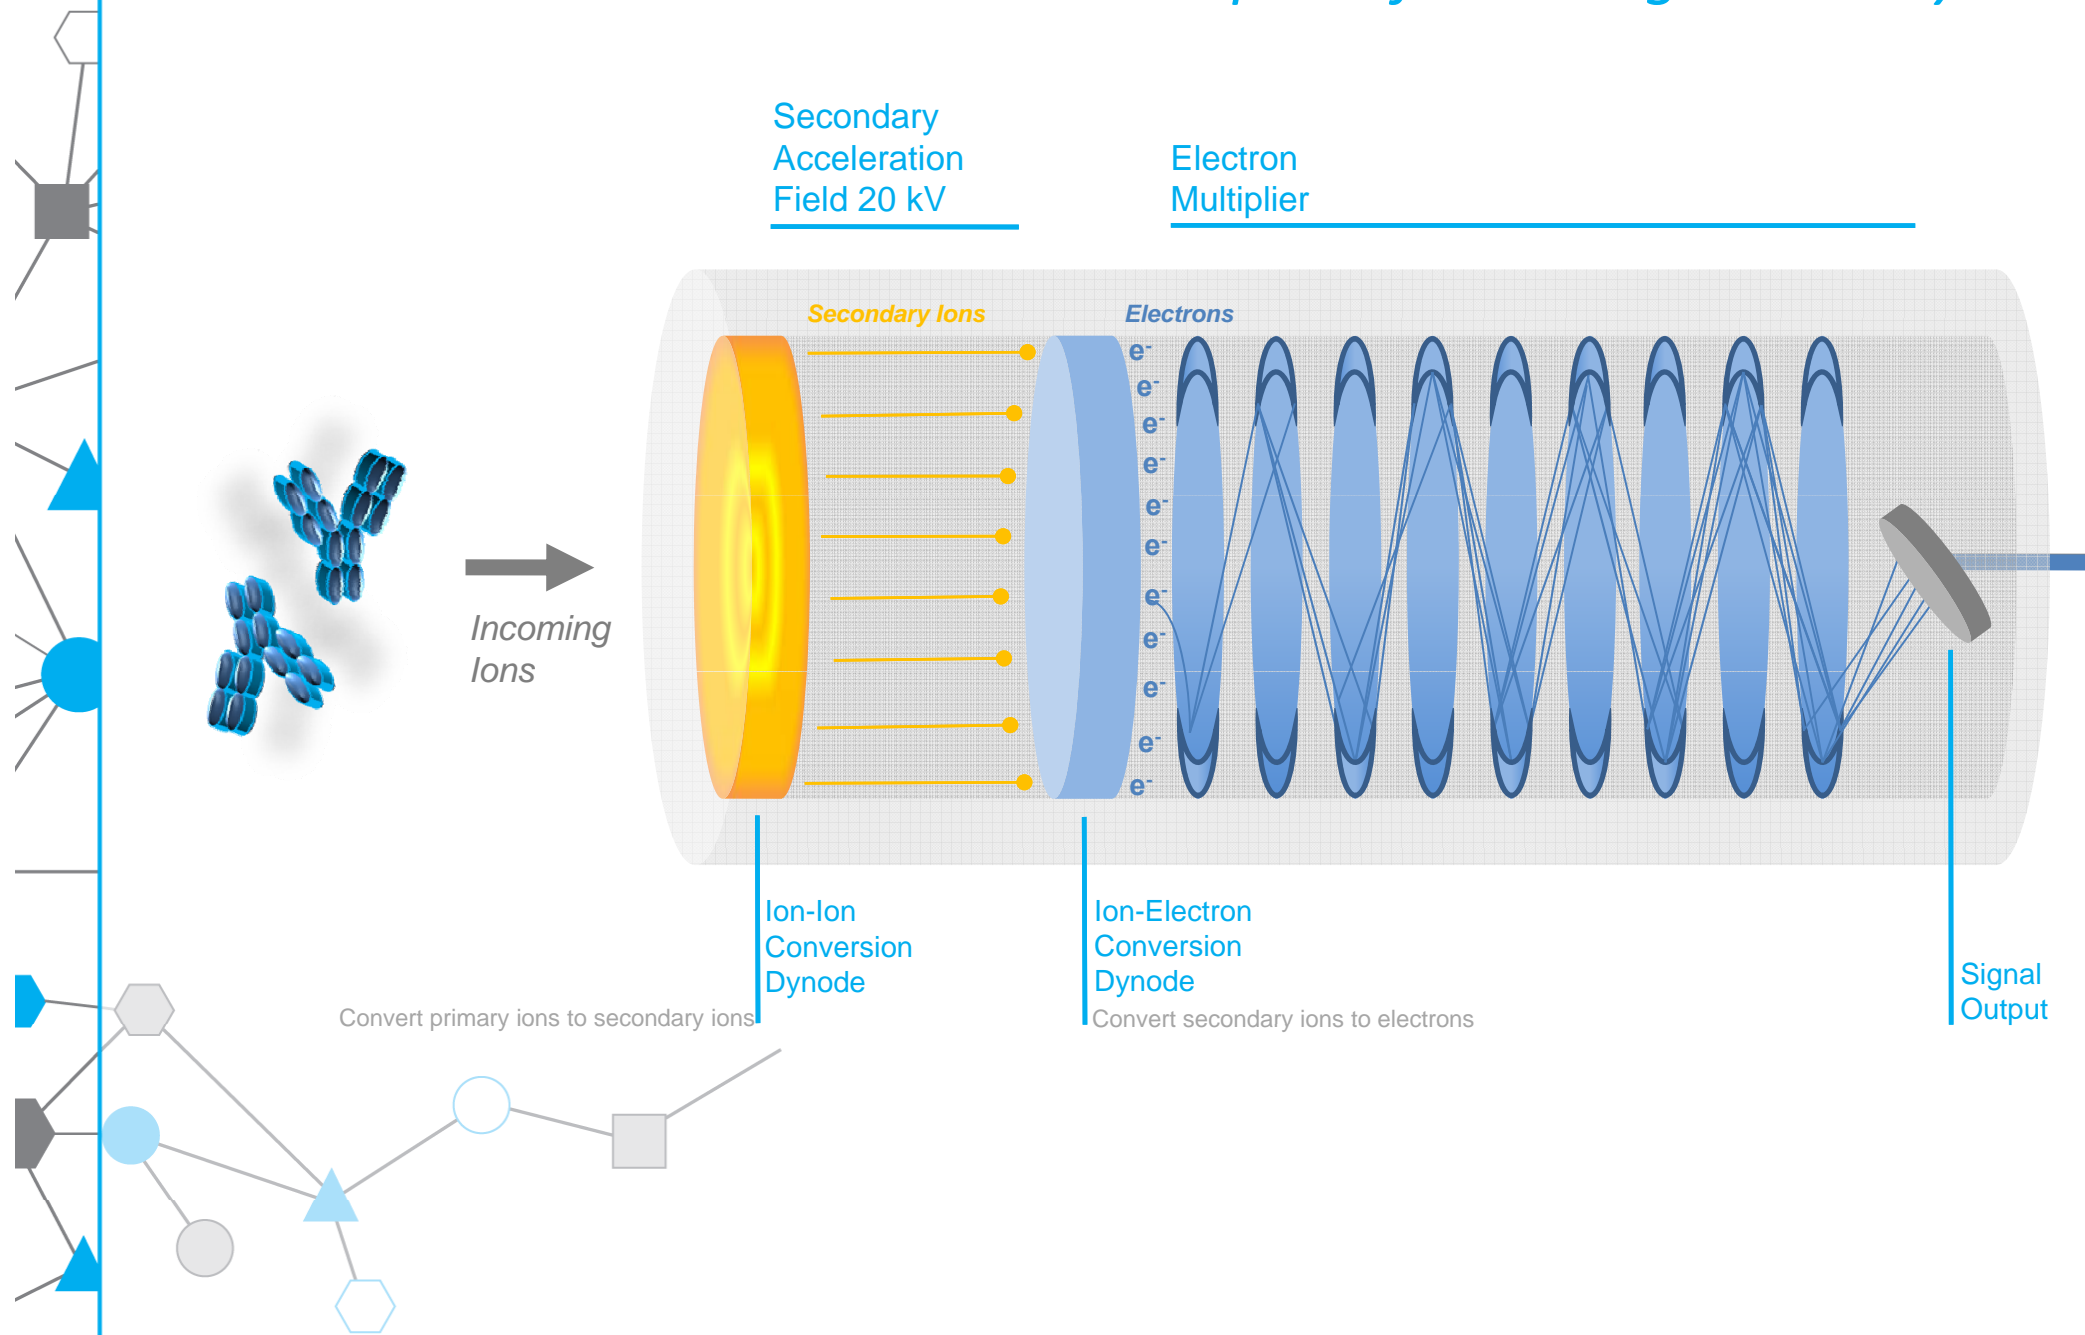 Secondary
Acceleration
Field 20 kV
Electron
Multiplier
Secondary Ions
Electrons
e-
e-
e-
e-
e-
e-
e-
e-
e-
e-
e-
Incoming
Ions
Ion-Ion
Conversion
Dynode
Convert primary ions to secondary ions
Ion-Electron
Conversion
Dynode
Convert secondary ions to electrons
Signal
Output